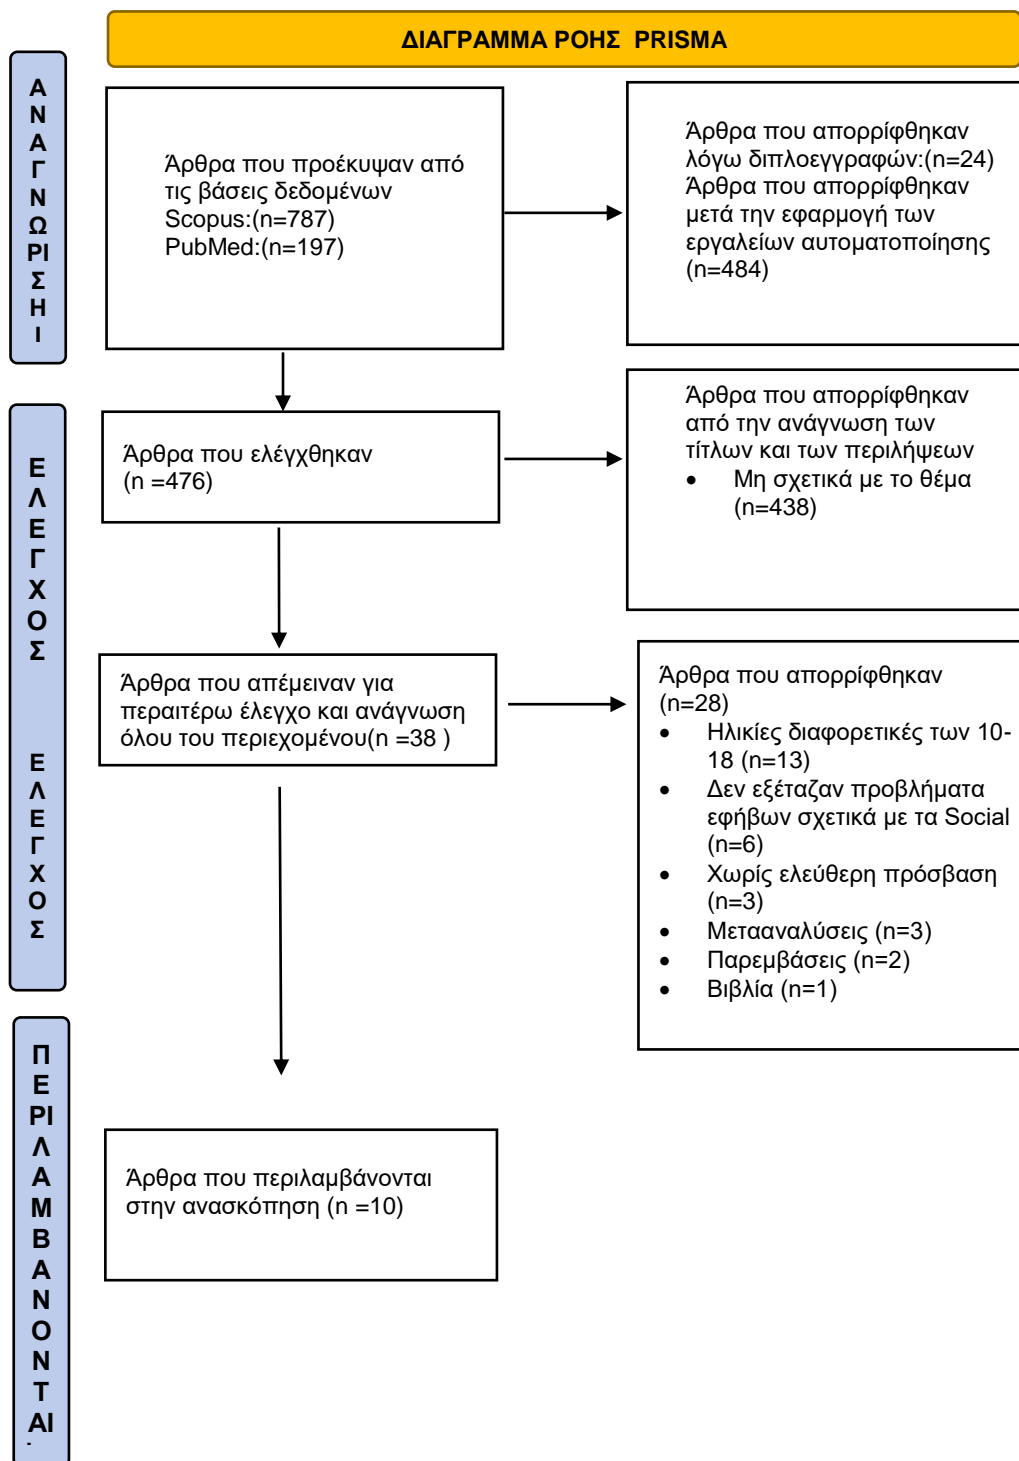 ΔΙΑΓΡΑΜΜΑ ΡΟΗΣ  PRISMA
Α
Ν
Α
Γ
Ν
Ω
ΡΙ
Σ
Η
Ι
Άρθρα που προέκυψαν από
τις βάσεις δεδομένων
Scopus:(n=787)
PubMed:(n=197)
Άρθρα που απορρίφθηκαν
λόγω διπλοεγγραφών:(n=24)
Άρθρα που απορρίφθηκαν
μετά την εφαρμογή των
εργαλείων αυτοματοποίησης
(n=484)
Ε
Λ
Ε
Γ
Χ
Ο
Σ
Άρθρα που ελέγχθηκαν
(n =476)
Άρθρα που απορρίφθηκαν
από την ανάγνωση των
τίτλων και των περιλήψεων
• Μη σχετικά με το θέμα
(n=438)
Ε
Λ
Ε
Γ
Χ
Ο
Σ
Άρθρα που απέμειναν για
περαιτέρω έλεγχο και ανάγνωση
όλου του περιεχομένου(n =38 )
Άρθρα που απορρίφθηκαν
(n=28)
• Ηλικίες διαφορετικές των 10-
18 (n=13)
• Δεν εξέταζαν προβλήματα
εφήβων σχετικά με τα Social
(n=6)
• Χωρίς ελεύθερη πρόσβαση
(n=3)
• Μετααναλύσεις (n=3)
• Παρεμβάσεις (n=2)
• Βιβλία (n=1)
Π
Ε
ΡΙ
Λ
Α
Μ
Β
Α
Ν
Ο
Ν
Τ
ΑΙ
Άρθρα που περιλαμβάνονται
στην ανασκόπηση (n =10)